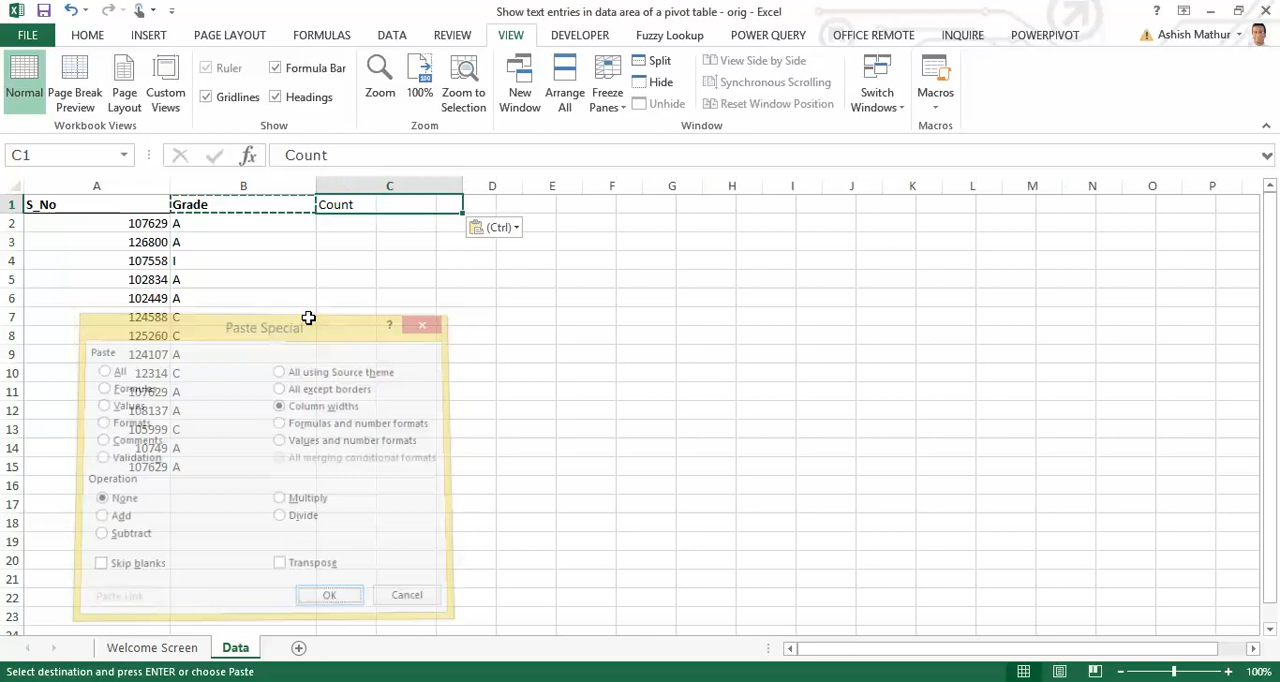 Show text entries in data area of a pivot table - orig - Excel
FILE HOME INSERT PAGE LAYOUT FORMULAS DATA REVIEW VIEW DEVELOPER Fuzzy Lookup POWER QUERY OFFICE REMOTE INQUIRE POWERPIVOT Ashish Mathur
Normal Page Break Preview Page Layout Custom Views
Workbook Views
Ruler Formula Bar
Gridlines Headings
Show
Zoom 100% Zoom to Selection
Zoom
New Window Arrange All Freeze Panes
Split
Hide
Unhide
View Side by Side
Synchronous Scrolling
Reset Window Position
Switch Windows
Window
Macros
Macros
C1 fx Count
A B C D E F G H I J K L M N O P
1 S_No Grade Count
2 107629 A
(Ctrl)
3 126800 A
4 107558 I
5 102834 A
6 102449 A
7 124588 C
8 125260 C
9 124107 A
10 12314 C
11 107629 A
12 108137 A
13 105999 C
14 10749 A
15 107629 A
16
17
18
19
20
21
22
23
24
Paste Special ?
Paste
All All using Source theme
Formulas All except borders
Values Column widths
Formats Formulas and number formats
Comments Values and number formats
Validation All merging conditional formats
Operation
None Multiply
Add Divide
Subtract
Skip blanks Transpose
Paste Link OK Cancel
Welcome Screen Data
Select destination and press ENTER or choose Paste 100%